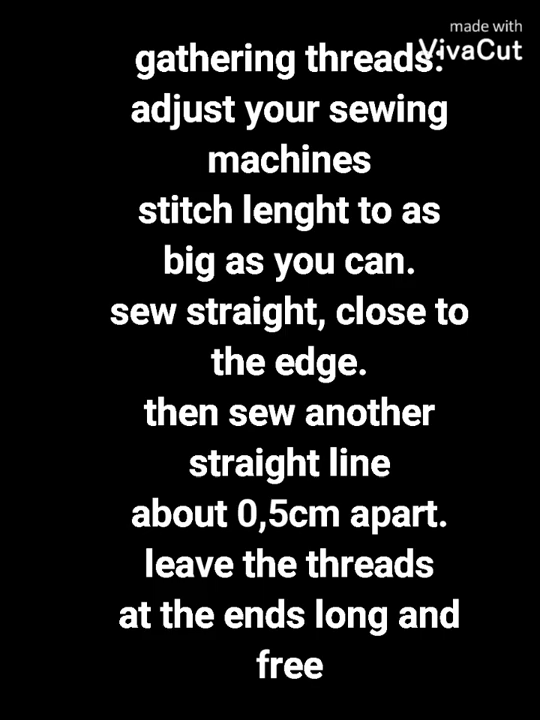 made with
VivaCut
gathering threads:
adjust your sewing
machines
stitch lenght to as
big as you can.
sew straight, close to
the edge.
then sew another
straight line
about 0,5cm apart.
leave the threads
at the ends long and
free